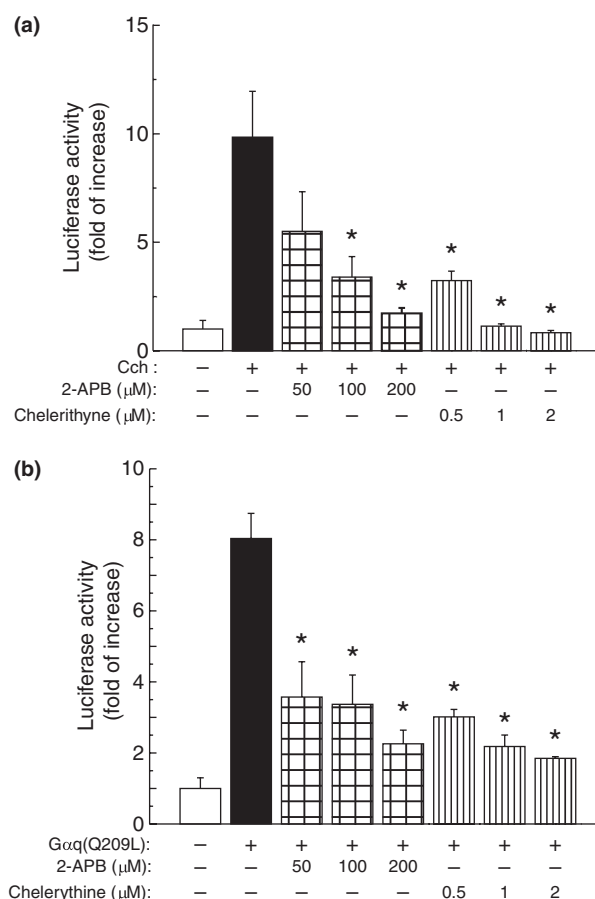 (a)
15
10
5
0
Luciferase activity
(fold of increase)
* * * * *
Cch : – + + + + + + +
2-APB (μM): – – 50 100 200 – – –
Chelerithyne (μM): – – – – – 0.5 1 2
(b)
10
8
6
4
2
0
Luciferase activity
(fold of increase)
* * * * * *
Gαq(Q209L): – + + + + + + +
2-APB (μM): – – 50 100 200 – – –
Chelerythine (μM): – – – – – 0.5 1 2